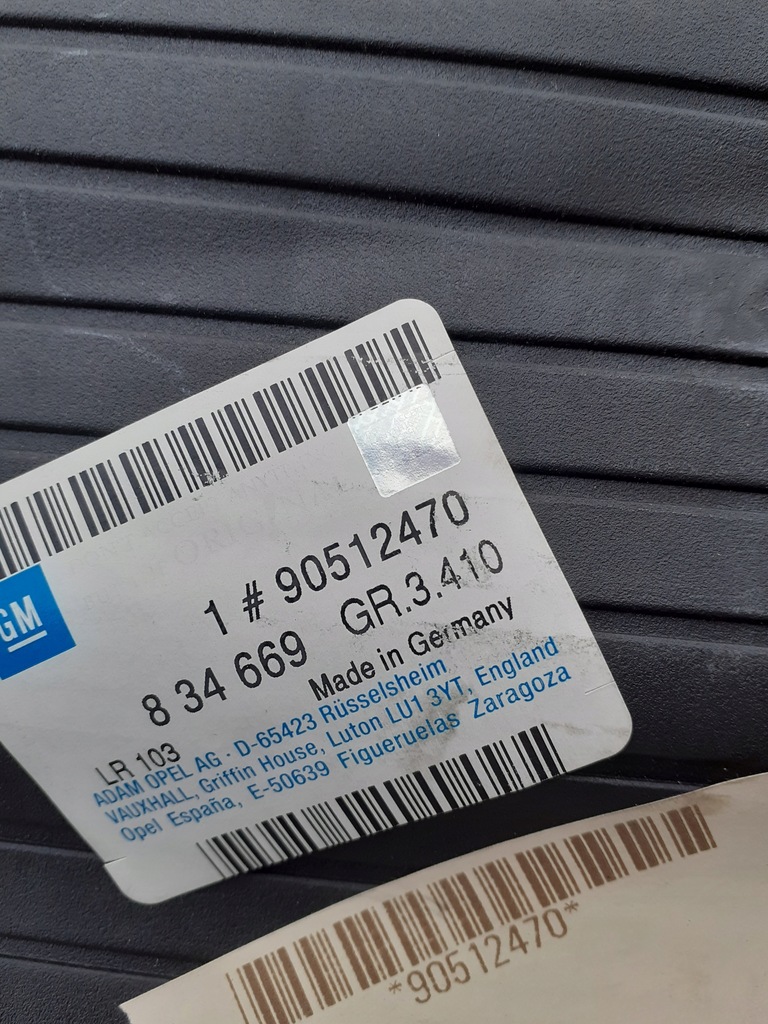 GM
1 # 90512470
8 34 669 GR.3.410
Made in Germany
LR 103
ADAM OPEL AG · D-65423 Rüsselsheim
VAUXHALL, Griffin House, Luton LU1 3YT, England
Opel España, E-50639 Figueruelas Zaragoza
*90512470*